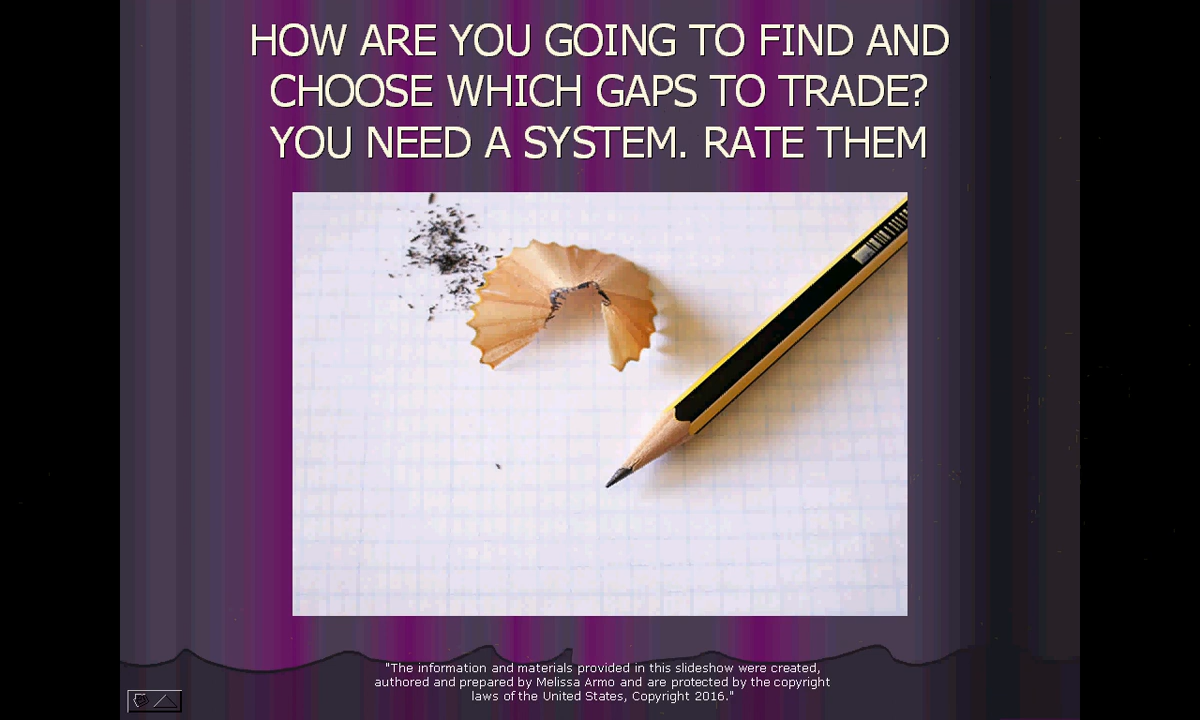 HOW ARE YOU GOING TO FIND AND
CHOOSE WHICH GAPS TO TRADE?
YOU NEED A SYSTEM. RATE THEM
"The information and materials provided in this slideshow were created,
authored and prepared by Melissa Armo and are protected by the copyright
laws of the United States, Copyright 2016."